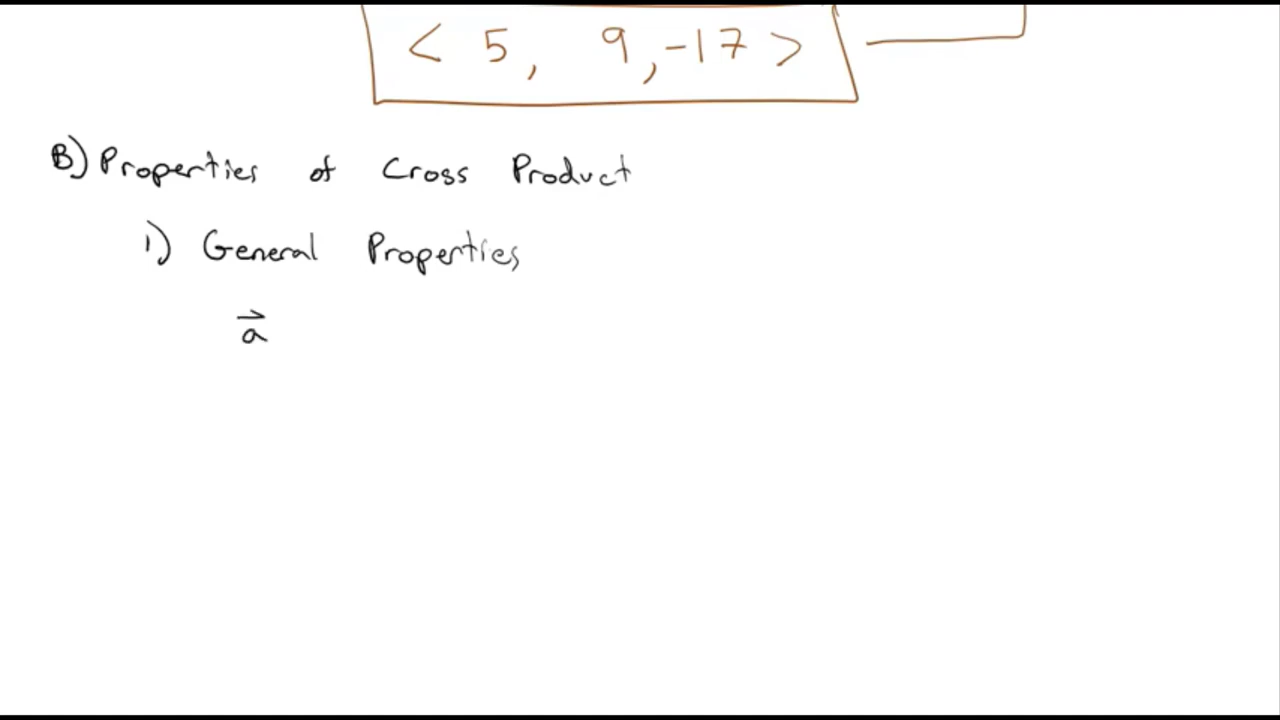 < 5, 9, -17 >
B) Properties of Cross Product
1) General Properties
a⃗